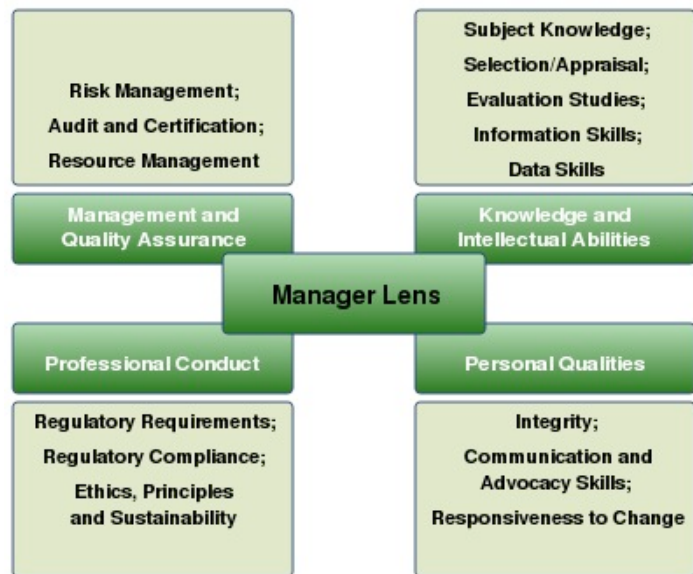 Risk Management;
Audit and Certification;
Resource Management
Management and
Quality Assurance
Subject Knowledge;
Selection/Appraisal;
Evaluation Studies;
Information Skills;
Data Skills
Knowledge and
Intellectual Abilities
Manager Lens
Professional Conduct
Regulatory Requirements;
Regulatory Compliance;
Ethics, Principles
and Sustainability
Personal Qualities
Integrity;
Communication and
Advocacy Skills;
Responsiveness to Change